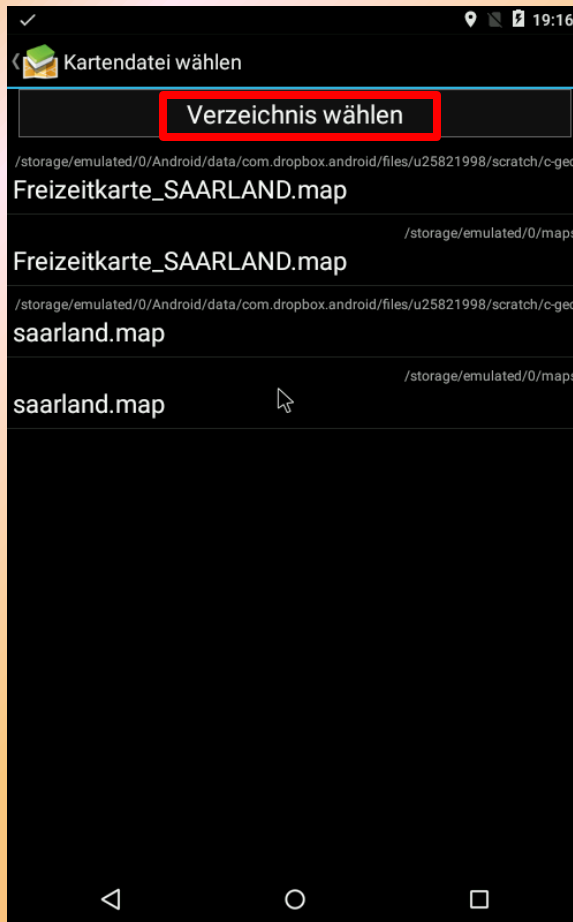 19:16
Kartendatei wählen
Verzeichnis wählen
/storage/emulated/0/Android/data/com.dropbox.android/files/u25821998/scratch/c-geo
Freizeitkarte_SAARLAND.map
/storage/emulated/0/maps
Freizeitkarte_SAARLAND.map
/storage/emulated/0/Android/data/com.dropbox.android/files/u25821998/scratch/c-geo
saarland.map
/storage/emulated/0/maps
saarland.map